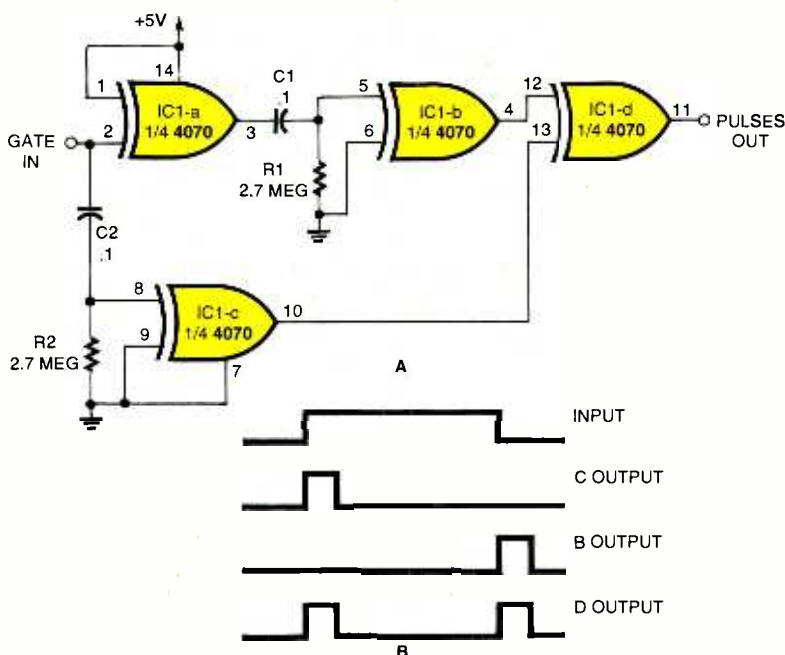 +5V
14
1
IC1-a
1/4 4070
2
3
GATE
IN
C1
.1
5
6
IC1-b
1/4 4070
4
R1
2.7 MEG
12
13
IC1-d
1/4 4070
11
PULSES
OUT
C2
.1
8
9
IC1-c
1/4 4070
10
7
R2
2.7 MEG
A
INPUT
C OUTPUT
B OUTPUT
D OUTPUT
B